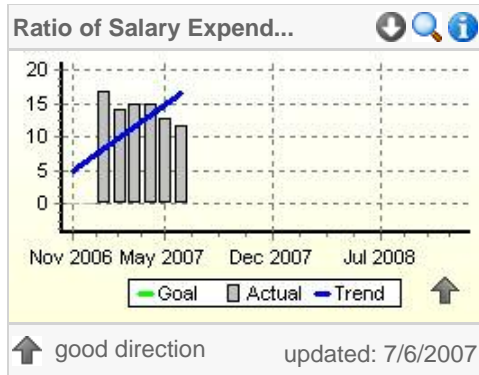 Ratio of Salary Expend...
20
15
10
5
0
Nov 2006 May 2007 Dec 2007 Jul 2008
Goal Actual Trend
good direction updated: 7/6/2007